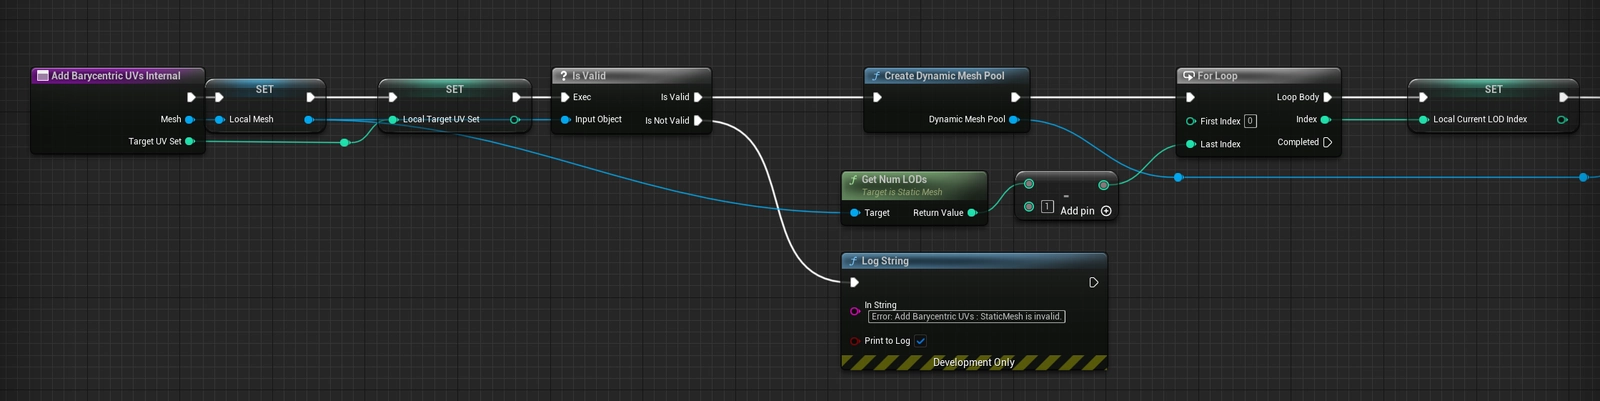 Add Barycentric UVs Internal
Mesh
Target UV Set
SET
Local Mesh
SET
Local Target UV Set
? Is Valid
Exec
Is Valid
Input Object
Is Not Valid
f Create Dynamic Mesh Pool
Dynamic Mesh Pool
For Loop
Loop Body
First Index 0
Index
Last Index
Completed
SET
Local Current LOD Index
f Get Num LODs
Target is Static Mesh
Target
Return Value
-
1
Add pin
f Log String
In String
Error: Add Barycentric UVs : StaticMesh is invalid.
Print to Log
Development Only